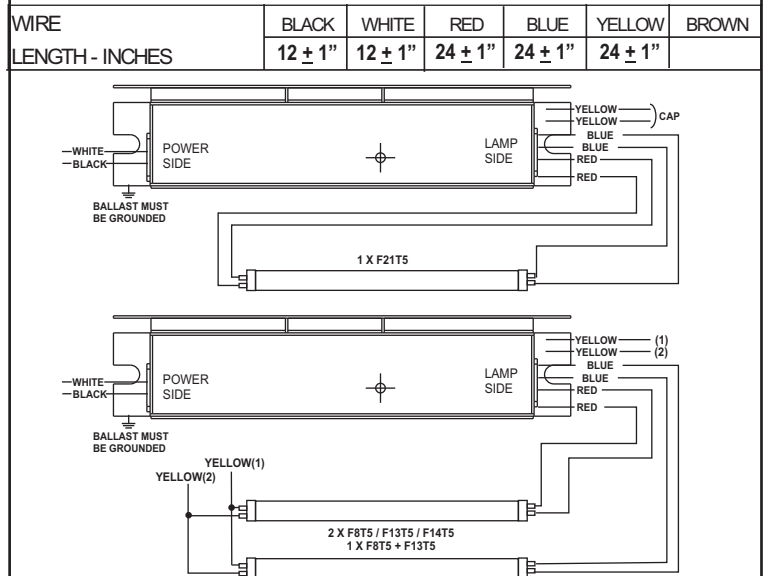 WIRE BLACK WHITE RED BLUE YELLOW BROWN
LENGTH - INCHES 12 ± 1” 12 ± 1” 24 ± 1” 24 ± 1” 24 ± 1”
YELLOW
YELLOW
CAP
BLUE
BLUE
RED
RED
WHITE
BLACK
POWER
SIDE
LAMP
SIDE
BALLAST MUST
BE GROUNDED
1 X F21T5
YELLOW (1)
YELLOW (2)
BLUE
BLUE
RED
RED
WHITE
BLACK
POWER
SIDE
LAMP
SIDE
BALLAST MUST
BE GROUNDED
YELLOW(1)
YELLOW(2)
2 X F8T5 / F13T5 / F14T5
1 X F8T5 + F13T5